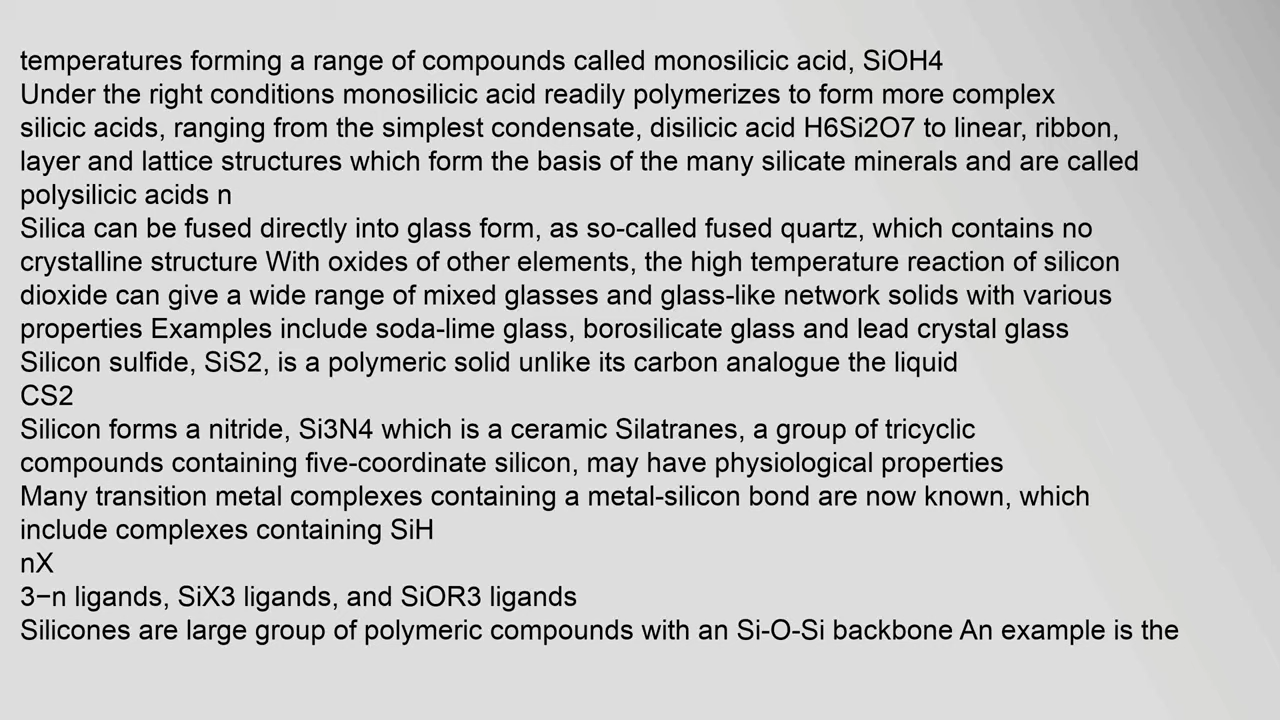 temperatures forming a range of compounds called monosilicic acid, SiOH4
Under the right conditions monosilicic acid readily polymerizes to form more complex
silicic acids, ranging from the simplest condensate, disilicic acid H6Si2O7 to linear, ribbon,
layer and lattice structures which form the basis of the many silicate minerals and are called
polysilicic acids n
Silica can be fused directly into glass form, as so-called fused quartz, which contains no
crystalline structure With oxides of other elements, the high temperature reaction of silicon
dioxide can give a wide range of mixed glasses and glass-like network solids with various
properties Examples include soda-lime glass, borosilicate glass and lead crystal glass
Silicon sulfide, SiS2, is a polymeric solid unlike its carbon analogue the liquid
CS2
Silicon forms a nitride, Si3N4 which is a ceramic Silatranes, a group of tricyclic
compounds containing five-coordinate silicon, may have physiological properties
Many transition metal complexes containing a metal-silicon bond are now known, which
include complexes containing SiH
nX
3−n ligands, SiX3 ligands, and SiOR3 ligands
Silicones are large group of polymeric compounds with an Si-O-Si backbone An example is the